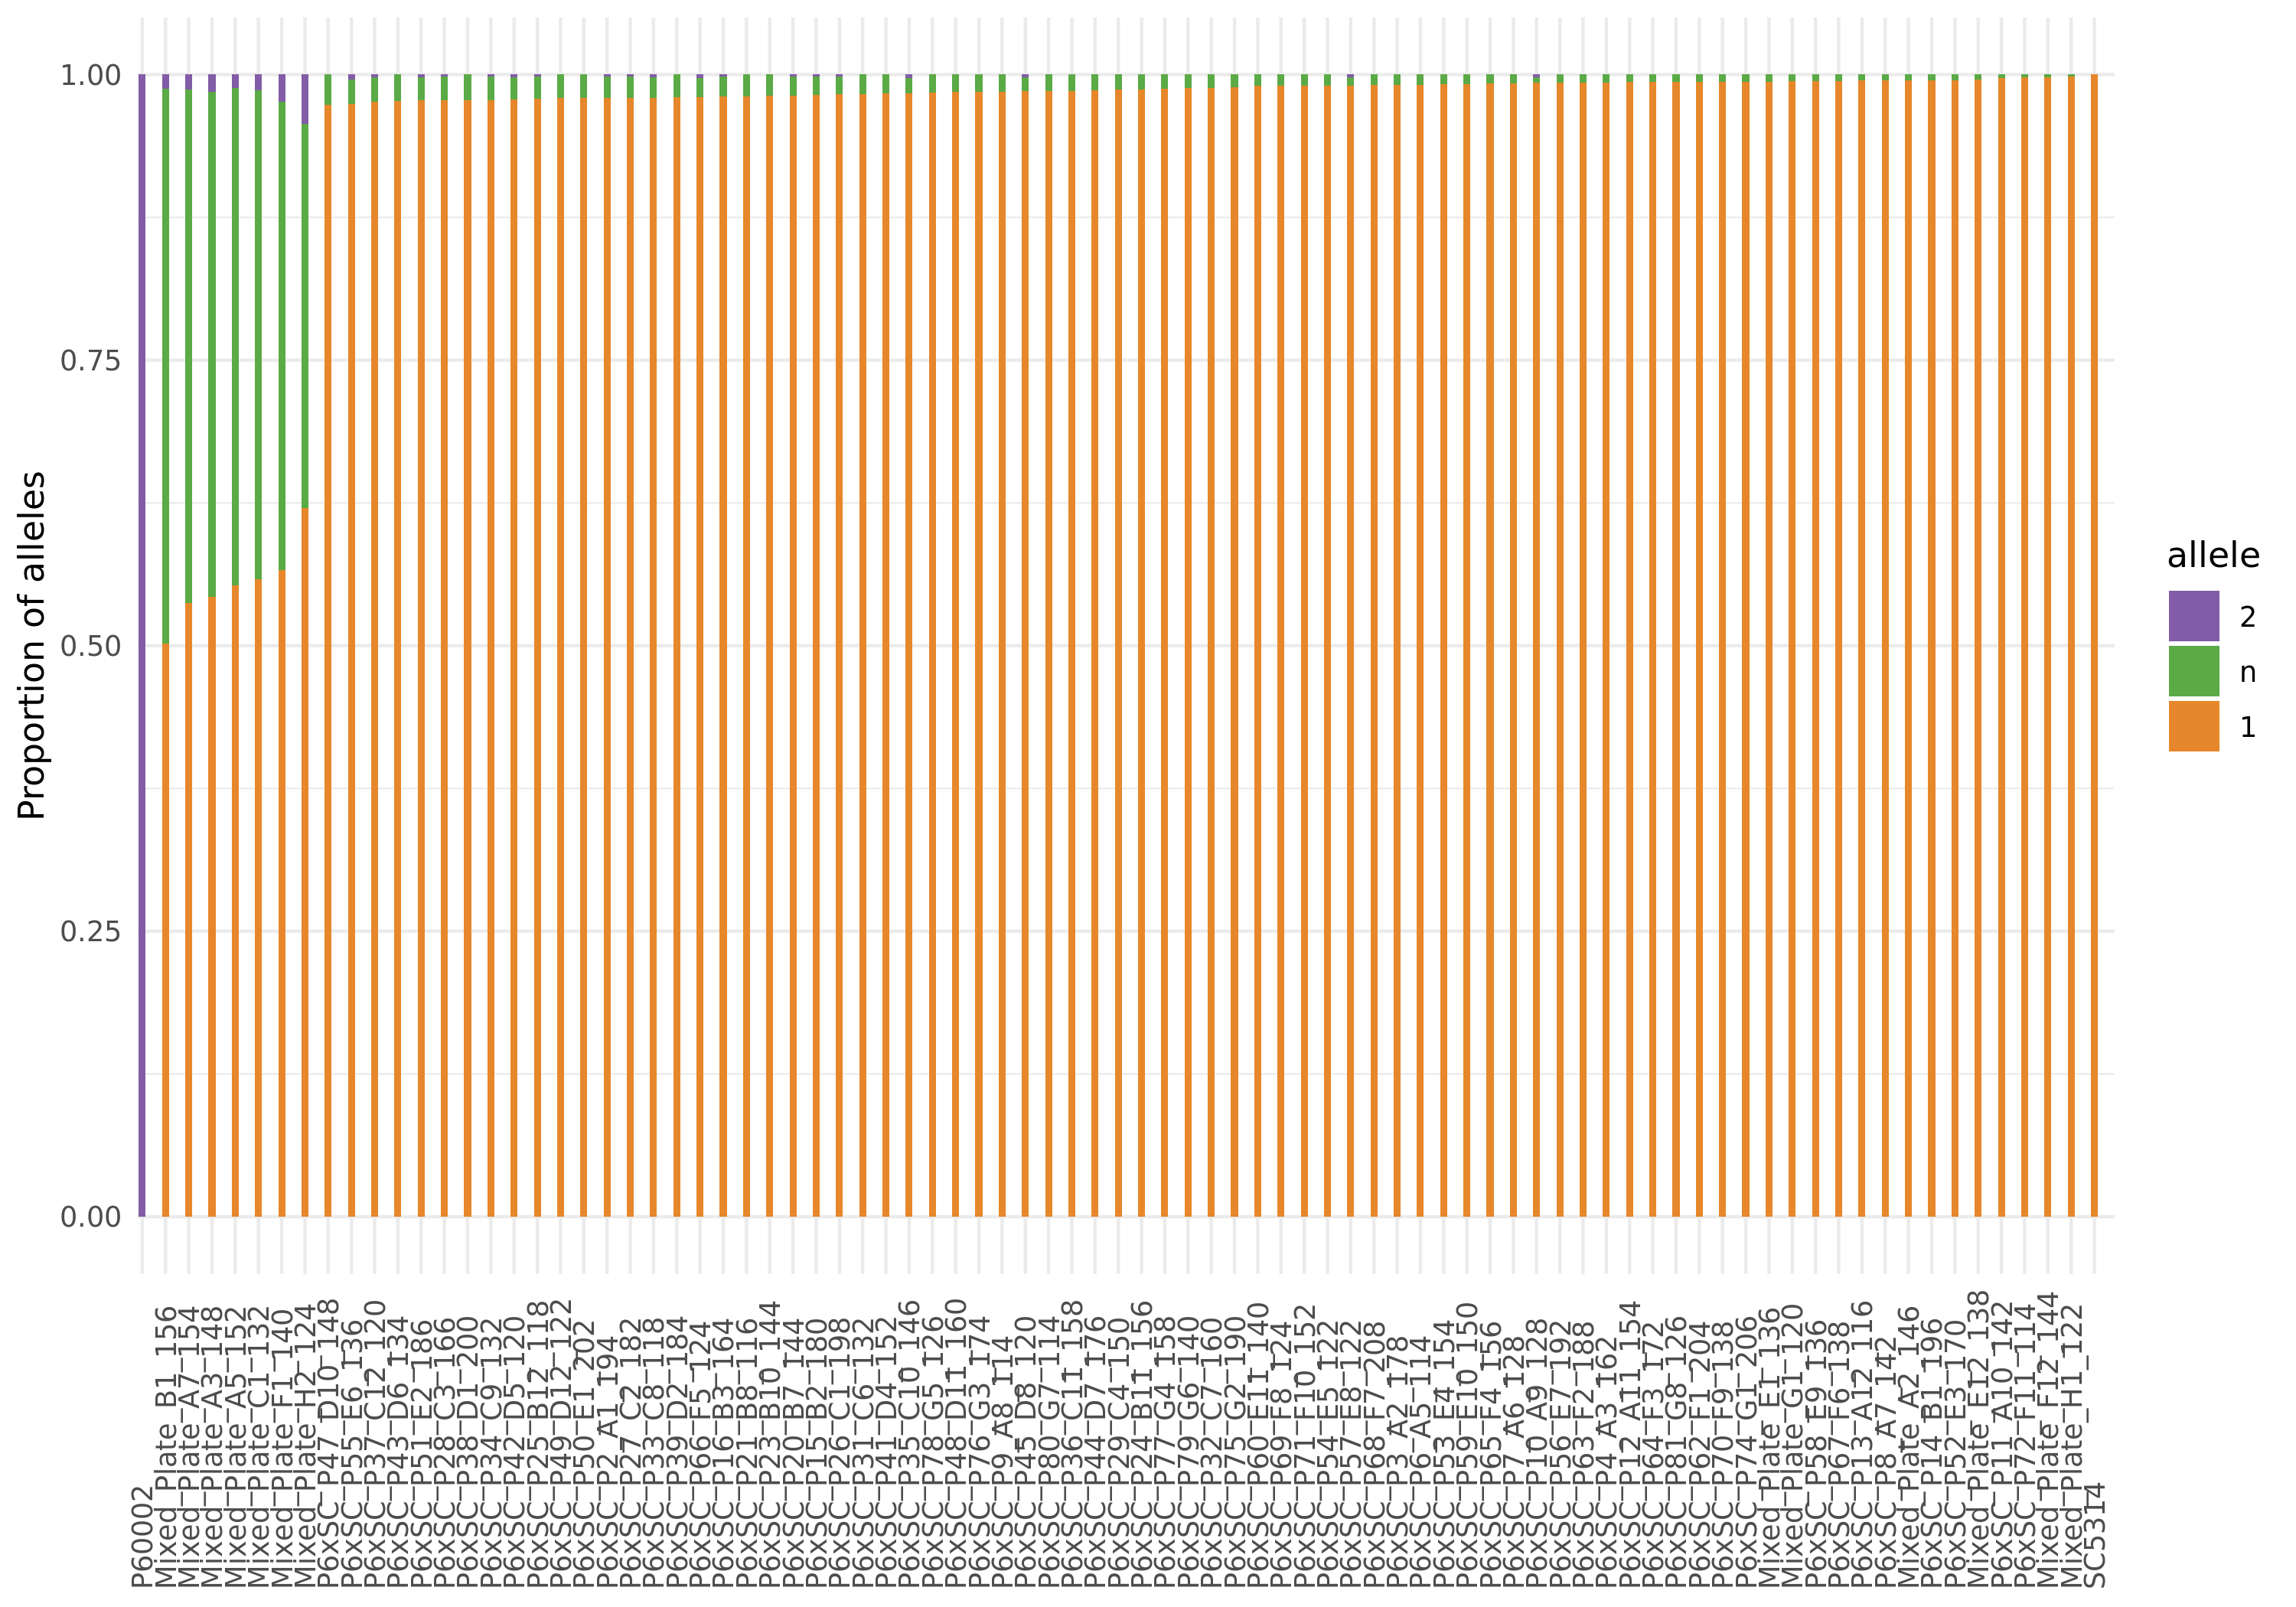 Proportion of alleles
1.00
0.75
0.50
0.25
0.00
allele
2
n
1
P60002
Mixed_Plate_B1_156
Mixed_Plate_A7_154
Mixed_Plate_A3_148
Mixed_Plate_A5_152
Mixed_Plate_C1_132
Mixed_Plate_F1_140
Mixed_Plate_H2_124
P6xSC_P47_D10_148
P6xSC_P55_E6_136
P6xSC_P37_C12_120
P6xSC_P43_D6_134
P6xSC_P51_E2_186
P6xSC_P28_C3_166
P6xSC_P38_D1_200
P6xSC_P34_C9_132
P6xSC_P42_D5_120
P6xSC_P25_B12_118
P6xSC_P49_D12_122
P6xSC_P50_E1_202
P6xSC_P2_A1_194
P6xSC_P27_C2_182
P6xSC_P33_C8_118
P6xSC_P39_D2_184
P6xSC_P66_F5_124
P6xSC_P16_B3_164
P6xSC_P21_B8_116
P6xSC_P23_B10_144
P6xSC_P20_B7_144
P6xSC_P15_B2_180
P6xSC_P26_C1_198
P6xSC_P31_C6_132
P6xSC_P41_D4_152
P6xSC_P35_C10_146
P6xSC_P78_G5_126
P6xSC_P48_D11_160
P6xSC_P76_G3_174
P6xSC_P9_A8_114
P6xSC_P45_D8_120
P6xSC_P80_G7_114
P6xSC_P36_C11_158
P6xSC_P44_D7_176
P6xSC_P29_C4_150
P6xSC_P24_B11_156
P6xSC_P77_G4_158
P6xSC_P79_G6_140
P6xSC_P32_C7_160
P6xSC_P75_G2_190
P6xSC_P60_E11_140
P6xSC_P69_F8_124
P6xSC_P71_F10_152
P6xSC_P54_E5_122
P6xSC_P57_E8_122
P6xSC_P68_F7_208
P6xSC_P3_A2_178
P6xSC_P6_A5_114
P6xSC_P53_E4_154
P6xSC_P59_E10_150
P6xSC_P65_F4_156
P6xSC_P7_A6_128
P6xSC_P10_A9_128
P6xSC_P56_E7_192
P6xSC_P63_F2_188
P6xSC_P4_A3_162
P6xSC_P12_A11_154
P6xSC_P64_F3_172
P6xSC_P81_G8_126
P6xSC_P62_F1_204
P6xSC_P70_F9_138
P6xSC_P74_G1_206
Mixed_Plate_E1_136
Mixed_Plate_G1_120
P6xSC_P58_E9_136
P6xSC_P67_F6_138
P6xSC_P13_A12_116
P6xSC_P8_A7_142
Mixed_Plate_A2_146
P6xSC_P14_B1_196
P6xSC_P52_E3_170
Mixed_Plate_E12_138
P6xSC_P11_A10_142
P6xSC_P72_F11_114
Mixed_Plate_F12_144
Mixed_Plate_H1_122
SC5314